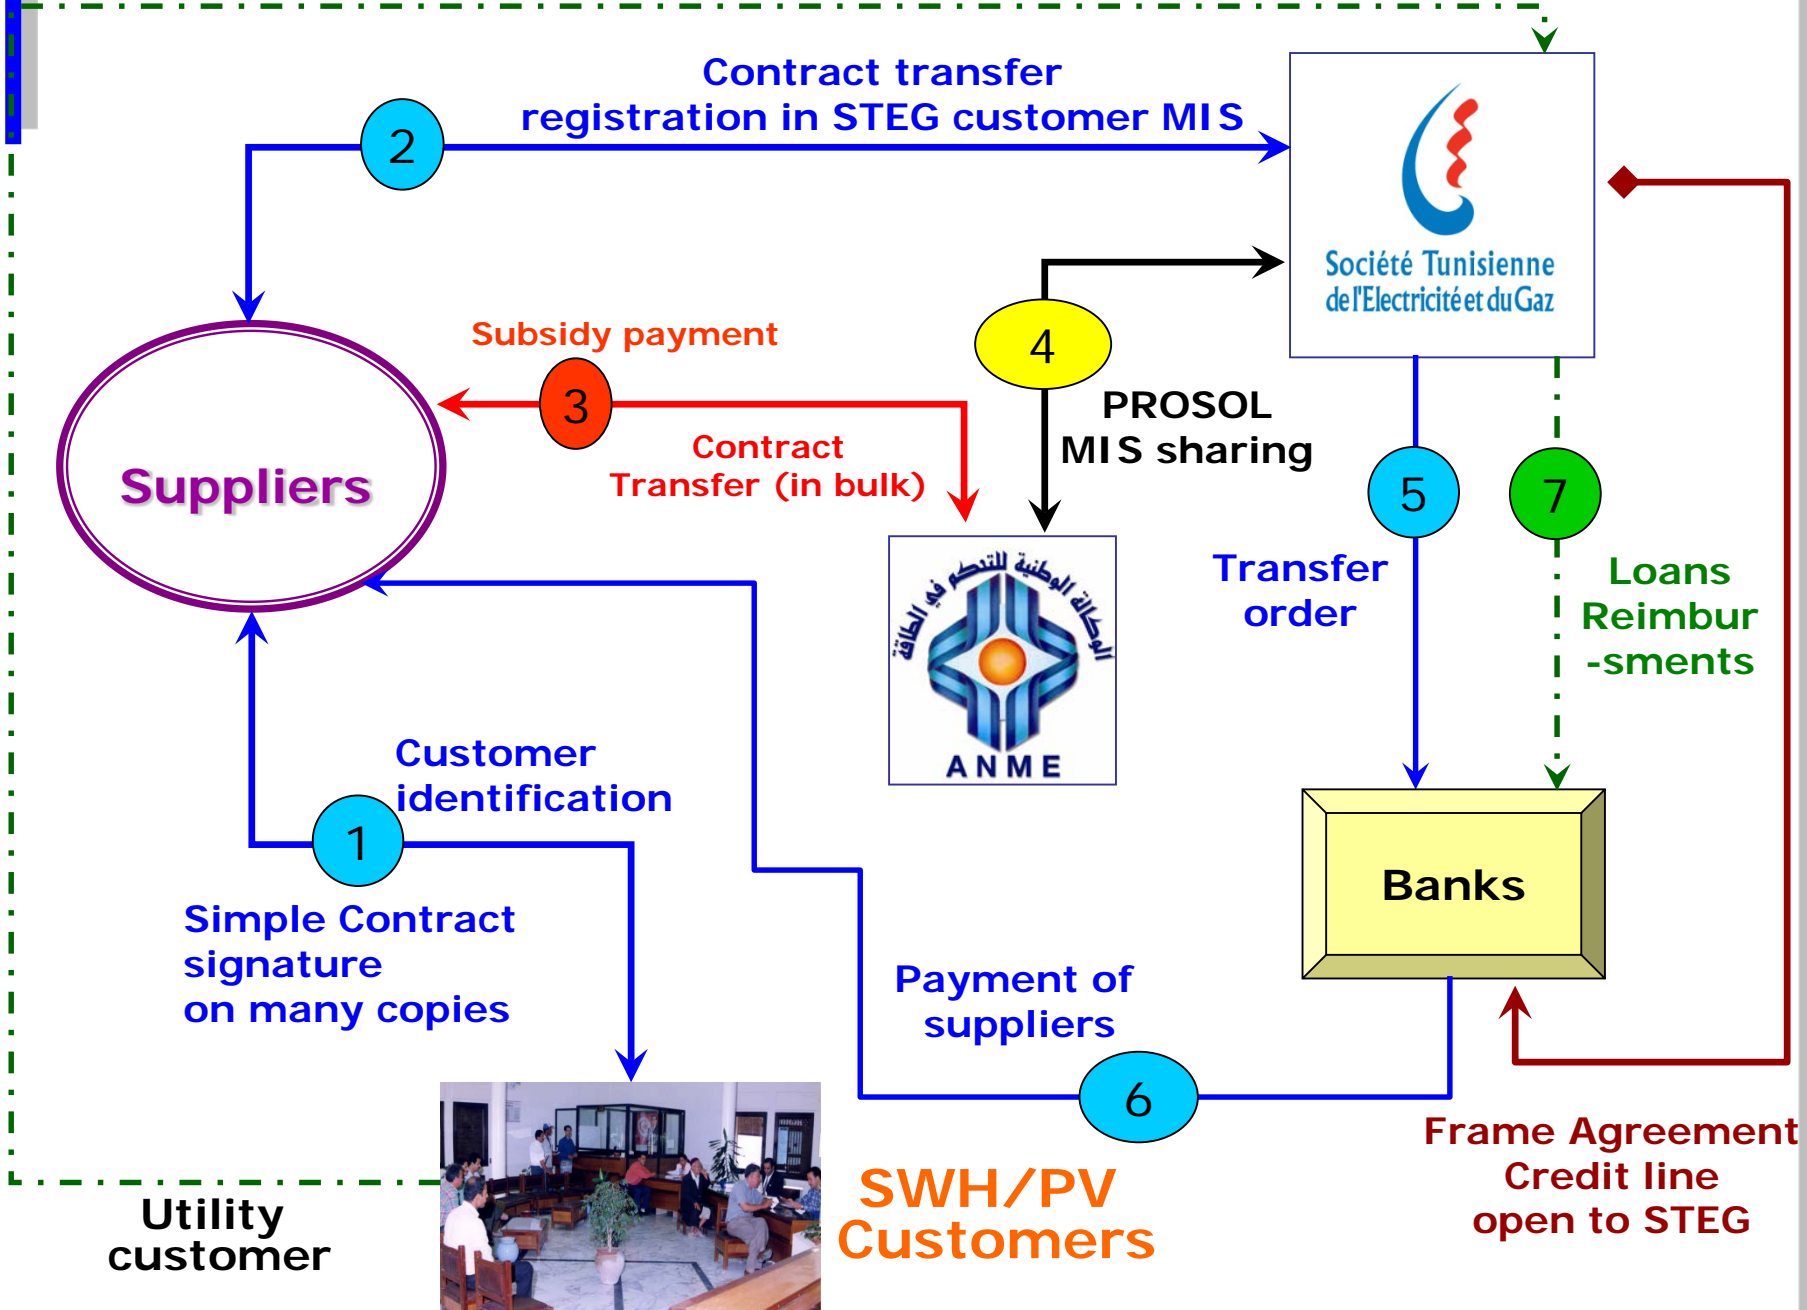 Contract transfer
registration in STEG customer MIS
2
Société Tunisienne
de l'Electricité et du Gaz
Subsidy payment
3
4
Contract
Transfer (in bulk)
PROSOL
MIS sharing
Suppliers
5
7
الوكالة الوطنية للتحكم في الطاقة
ANME
Transfer
order
Loans
Reimbur
-sments
Customer
identification
1
Simple Contract
signature
on many copies
Banks
Payment of
suppliers
6
Frame Agreement
Credit line
open to STEG
SWH/PV
Customers
Utility
customer